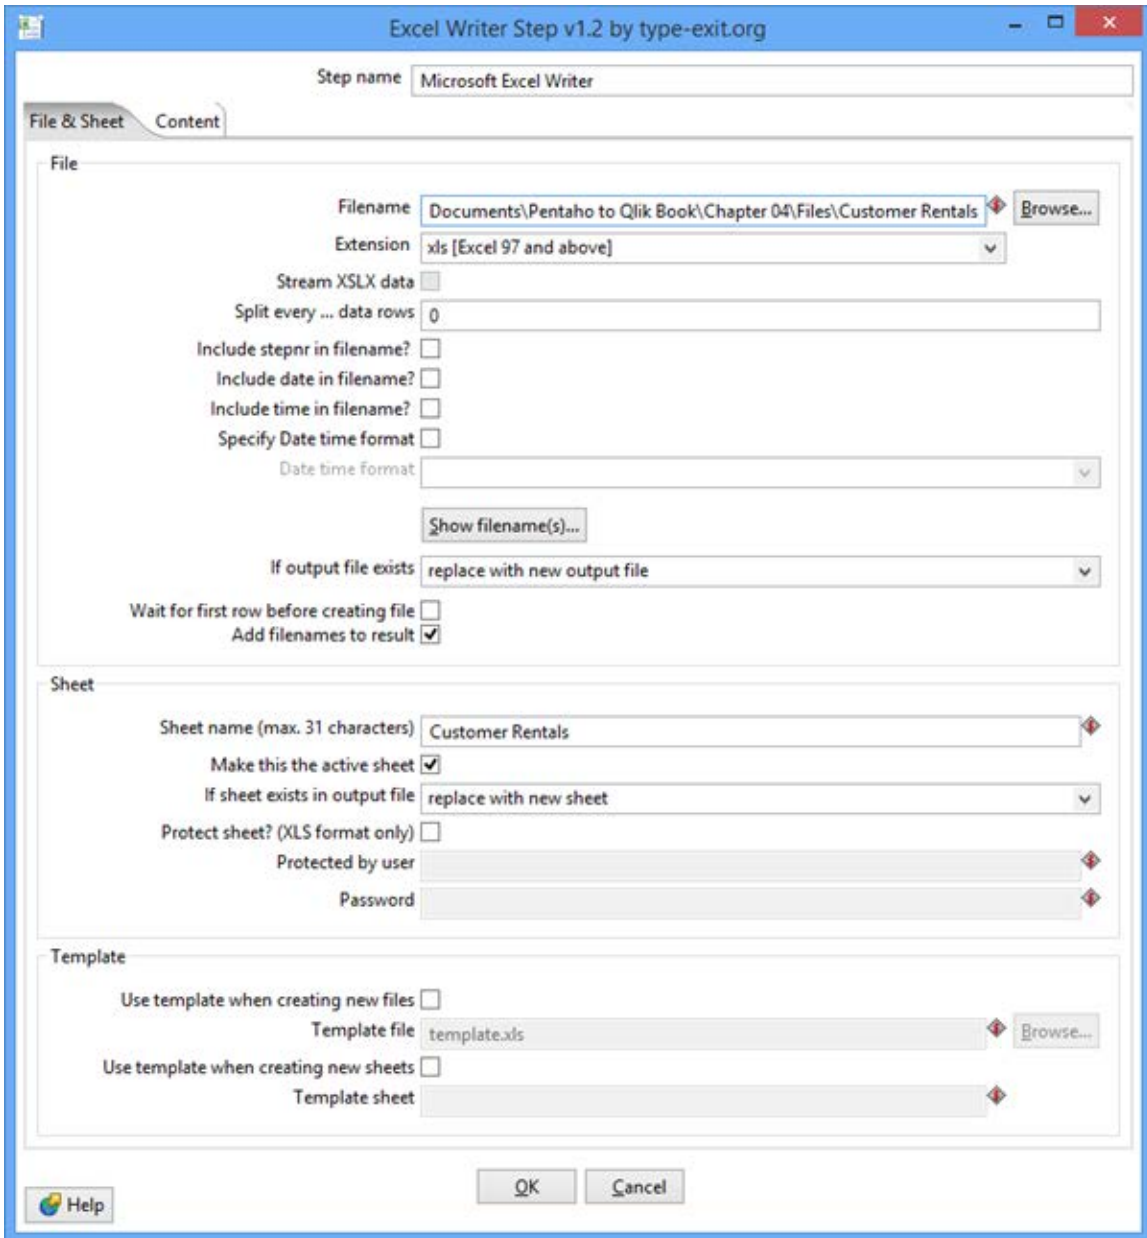 Excel Writer Step v1.2 by type-exit.org
Step name Microsoft Excel Writer
File & Sheet Content
File
Filename Documents\Pentaho to Qlik Book\Chapter 04\Files\Customer Rentals Browse...
Extension xls [Excel 97 and above]
Stream XSLX data
Split every ... data rows 0
Include stepnr in filename?
Include date in filename?
Include time in filename?
Specify Date time format
Date time format
Show filename(s)...
If output file exists replace with new output file
Wait for first row before creating file
Add filenames to result
Sheet
Sheet name (max. 31 characters) Customer Rentals
Make this the active sheet
If sheet exists in output file replace with new sheet
Protect sheet? (XLS format only)
Protected by user
Password
Template
Use template when creating new files
Template file template.xls Browse...
Use template when creating new sheets
Template sheet
OK Cancel
Help